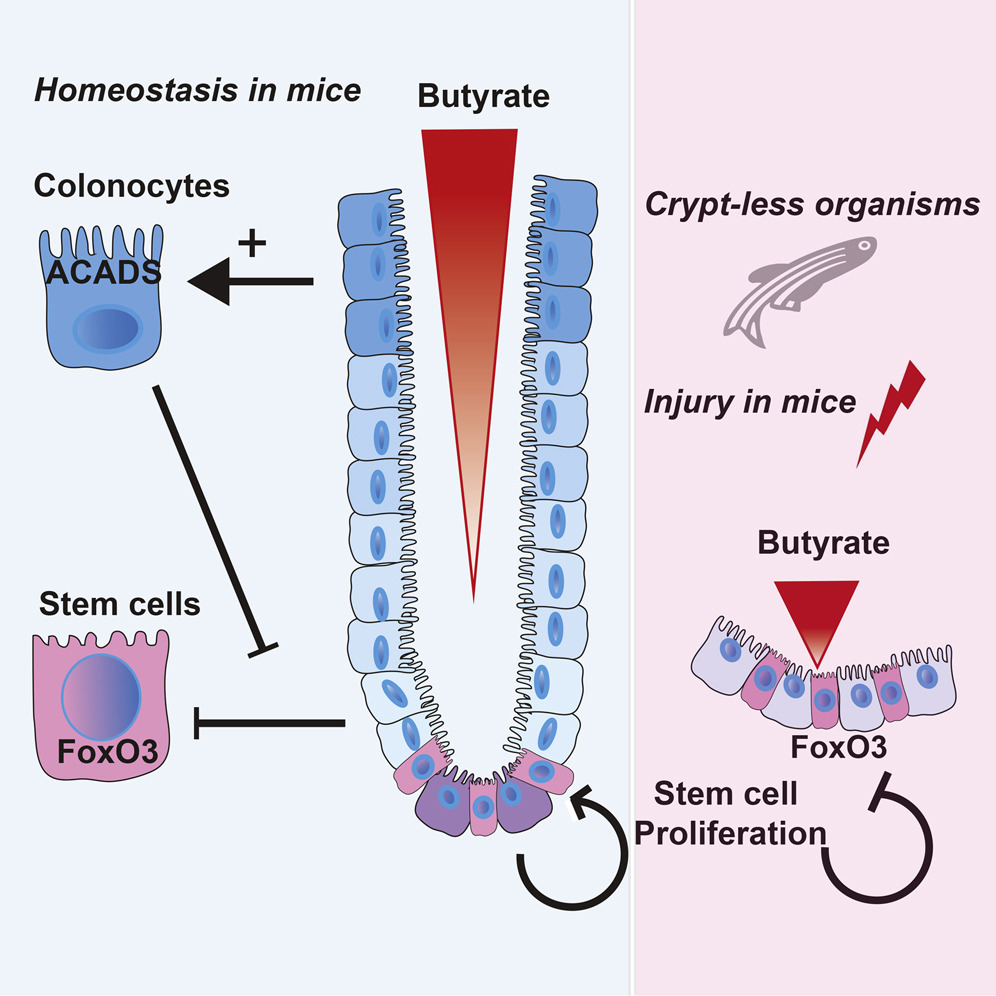 Homeostasis in mice
Butyrate
Colonocytes
+
ACADS
Stem cells
FoxO3
Crypt-less organisms
Injury in mice
Butyrate
FoxO3
Stem cell
Proliferation